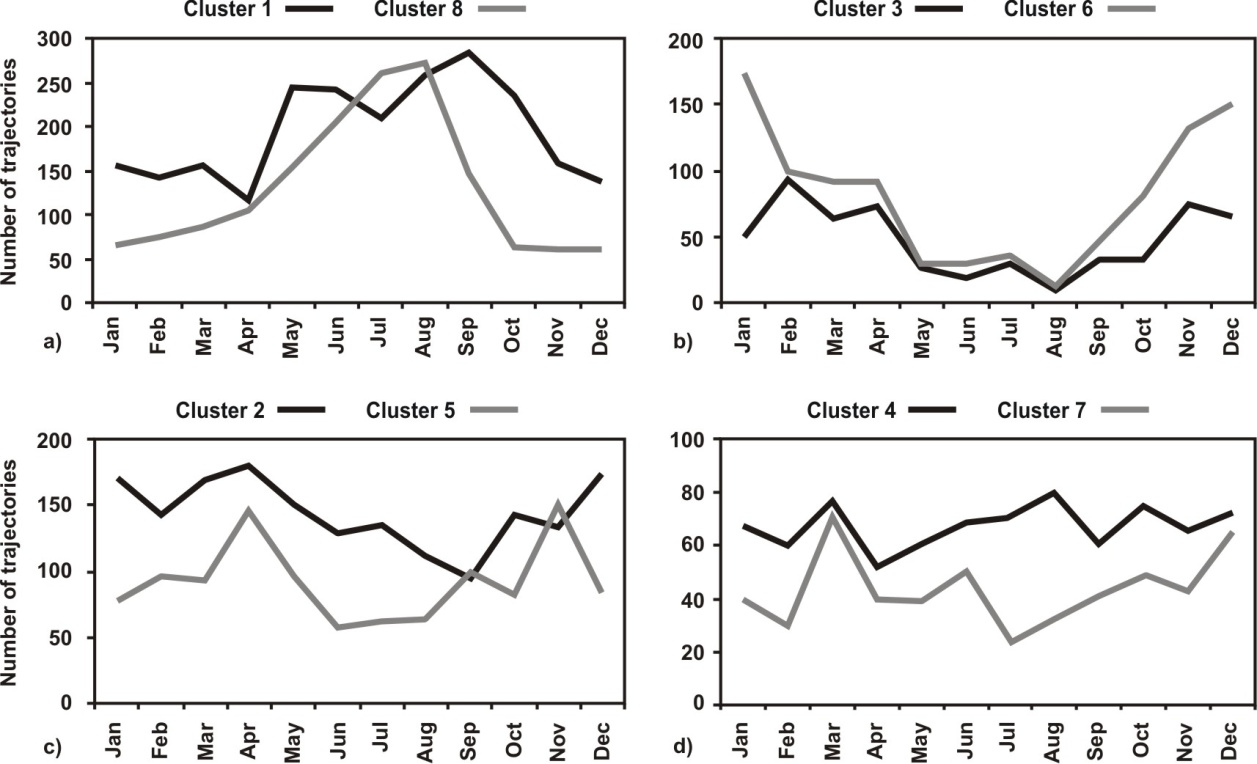 Cluster 1 Cluster 8
Number of trajectories
300
250
200
150
100
50
0
a)
Jan Feb Mar Apr May Jun Jul Aug Sep Oct Nov Dec
Cluster 3 Cluster 6
200
150
100
50
0
b)
Jan Feb Mar Apr May Jun Jul Aug Sep Oct Nov Dec
Cluster 2 Cluster 5
Number of trajectories
200
150
100
50
0
c)
Jan Feb Mar Apr May Jun Jul Aug Sep Oct Nov Dec
Cluster 4 Cluster 7
100
80
60
40
20
0
d)
Jan Feb Mar Apr May Jun Jul Aug Sep Oct Nov Dec